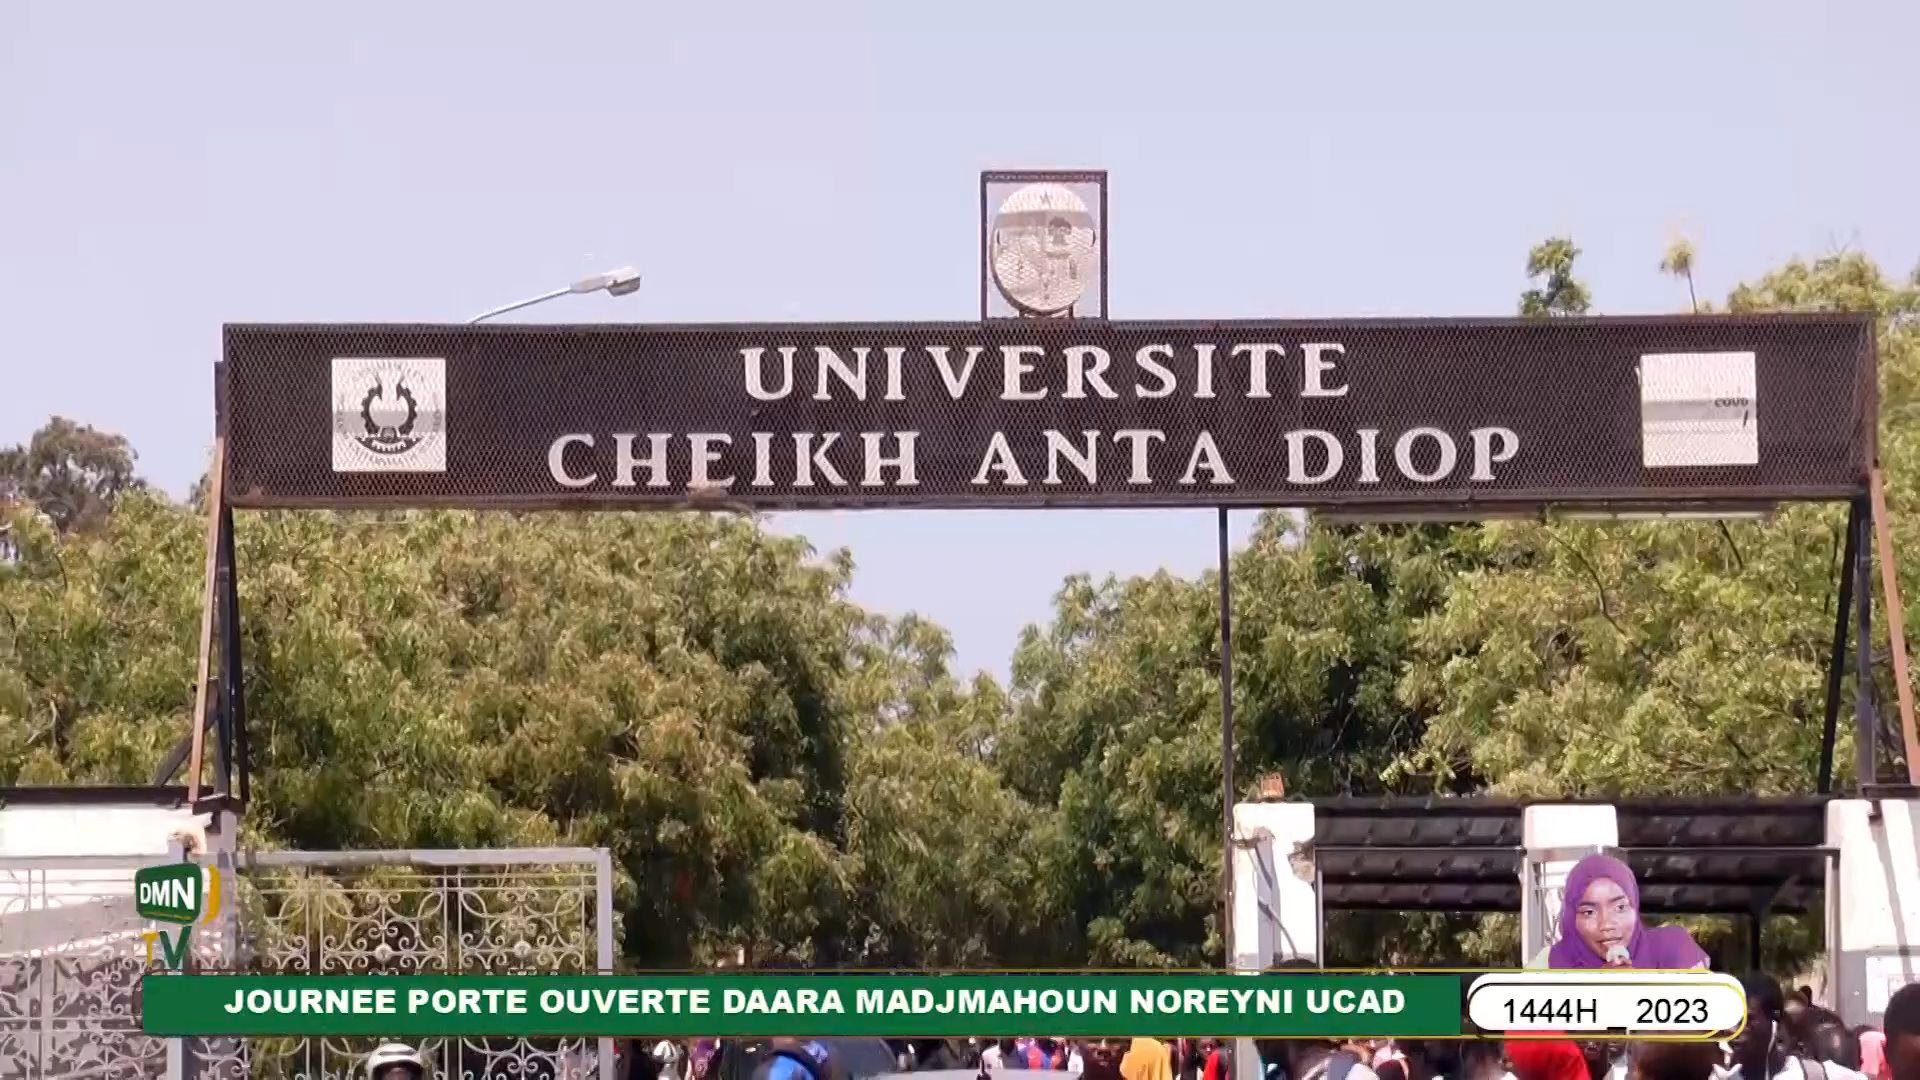 UNIVERSITE
CHEIKH ANTA DIOP
DMN
TV
JOURNEE PORTE OUVERTE DAARA MADJMAHOUN NOREYNI UCAD
1444H _ 2023